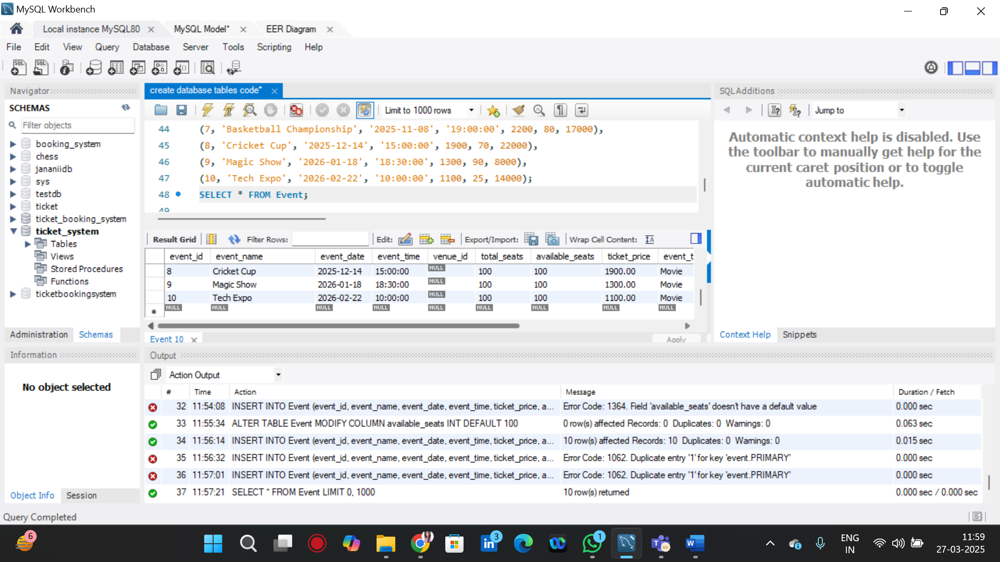 MySQL Workbench
Local instance MySQL80
MySQL Model*
EER Diagram
File Edit View Query Database Server Tools Scripting Help
Navigator
SCHEMAS
Filter objects
booking_system
chess
jananiidb
sys
testdb
ticket
ticket_booking_system
ticket_system
Tables
Views
Stored Procedures
Functions
ticketbookingsystem
Administration Schemas
Information
No object selected
Object Info Session
Query Completed
create database tables code*
Limit to 1000 rows
44 (7, 'Basketball Championship', '2025-11-08', '19:00:00', 2200, 80, 17000),
45 (8, 'Cricket Cup', '2025-12-14', '15:00:00', 1900, 70, 22000),
46 (9, 'Magic Show', '2026-01-18', '18:30:00', 1300, 90, 8000),
47 (10, 'Tech Expo', '2026-02-22', '10:00:00', 1100, 25, 14000);
48 SELECT * FROM Event;
49
Result Grid Filter Rows: Edit: Export/Import: Wrap Cell Content:
event_id event_name event_date event_time venue_id total_seats available_seats ticket_price event_t
8 Cricket Cup 2025-12-14 15:00:00 NULL 100 100 1900.00 Movie
9 Magic Show 2026-01-18 18:30:00 NULL 100 100 1300.00 Movie
10 Tech Expo 2026-02-22 10:00:00 NULL 100 100 1100.00 Movie
NULL NULL NULL NULL NULL NULL NULL NULL NULL
Event 10
Apply
SQLAdditions
Jump to
Automatic context help is disabled. Use
the toolbar to manually get help for the
current caret position or to toggle
automatic help.
Context Help Snippets
Output
Action Output
# Time Action Message Duration / Fetch
32 11:54:08 INSERT INTO Event (event_id, event_name, event_date, event_time, ticket_price, a... Error Code: 1364. Field 'available_seats' doesn't have a default value 0.000 sec
33 11:55:34 ALTER TABLE Event MODIFY COLUMN available_seats INT DEFAULT 100 0 row(s) affected Records: 0 Duplicates: 0 Warnings: 0 0.063 sec
34 11:56:14 INSERT INTO Event (event_id, event_name, event_date, event_time, ticket_price, a... 10 row(s) affected Records: 10 Duplicates: 0 Warnings: 0 0.015 sec
35 11:56:32 INSERT INTO Event (event_id, event_name, event_date, event_time, ticket_price, a... Error Code: 1062. Duplicate entry '1' for key 'event.PRIMARY' 0.000 sec
36 11:57:01 INSERT INTO Event (event_id, event_name, event_date, event_time, ticket_price, a... Error Code: 1062. Duplicate entry '1' for key 'event.PRIMARY' 0.000 sec
37 11:57:21 SELECT * FROM Event LIMIT 0, 1000 10 row(s) returned 0.000 sec / 0.000 sec
6
3
1
ENG
IN
11:59
27-03-2025